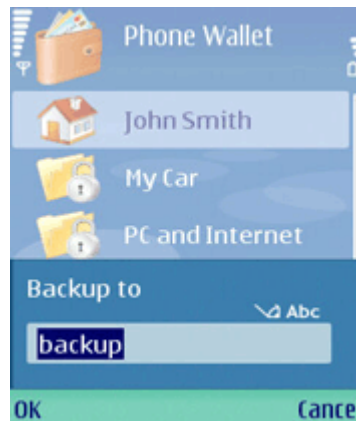 Phone Wallet
John Smith
My Car
PC and Internet
Backup to
Abc
backup
OK Cance